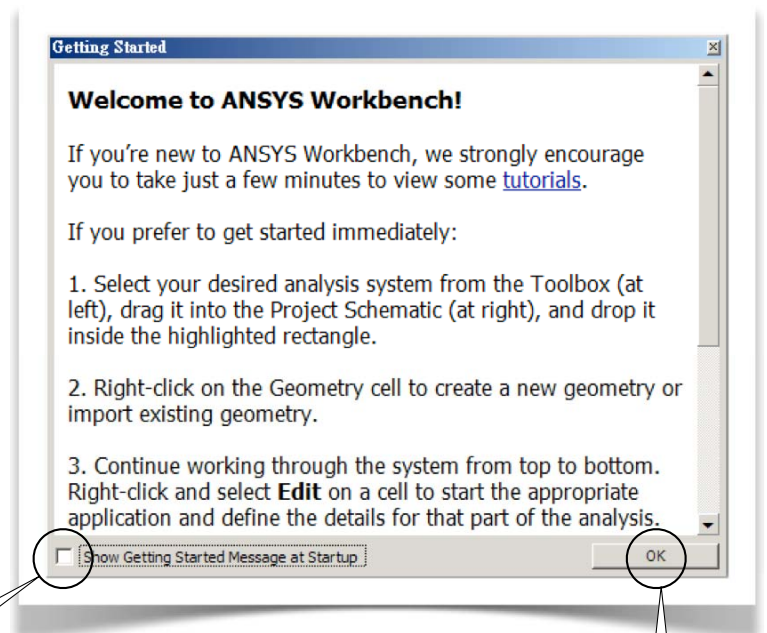 Getting Started
Welcome to ANSYS Workbench!
If you’re new to ANSYS Workbench, we strongly encourage
you to take just a few minutes to view some tutorials.
If you prefer to get started immediately:
1. Select your desired analysis system from the Toolbox (at
left), drag it into the Project Schematic (at right), and drop it
inside the highlighted rectangle.
2. Right-click on the Geometry cell to create a new geometry or
import existing geometry.
3. Continue working through the system from top to bottom.
Right-click and select Edit on a cell to start the appropriate
application and define the details for that part of the analysis.
Show Getting Started Message at Startup
OK